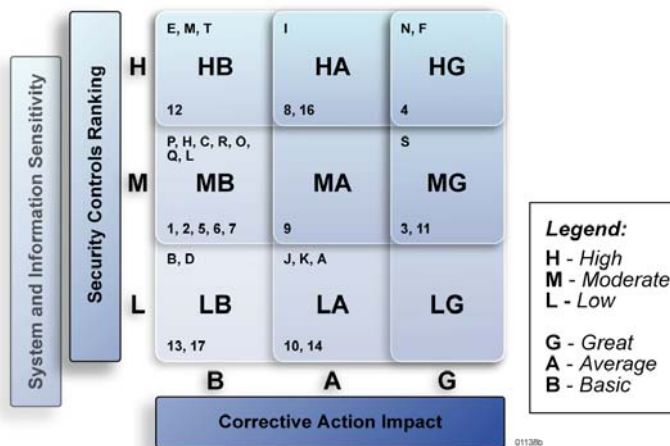 System and Information Sensitivity
Security Controls Ranking
H
E, M, T
HB
12
I
HA
8, 16
N, F
HG
4
M
P, H, C, R, O,
Q, L
MB
1, 2, 5, 6, 7
MA
9
S
MG
3, 11
L
B, D
LB
13, 17
J, K, A
LA
10, 14
LG
B
A
G
Corrective Action Impact
Legend:
H - High
M - Moderate
L - Low
G - Great
A - Average
B - Basic
01138b